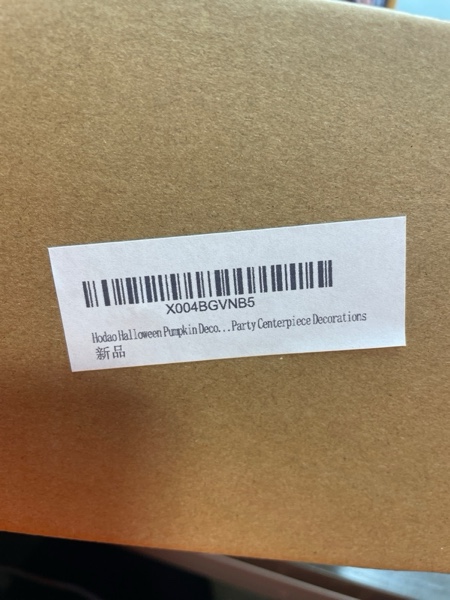 X004BGVNB5
Hodao Halloween Pumpkin Deco...Party Centerpiece Decorations
新品